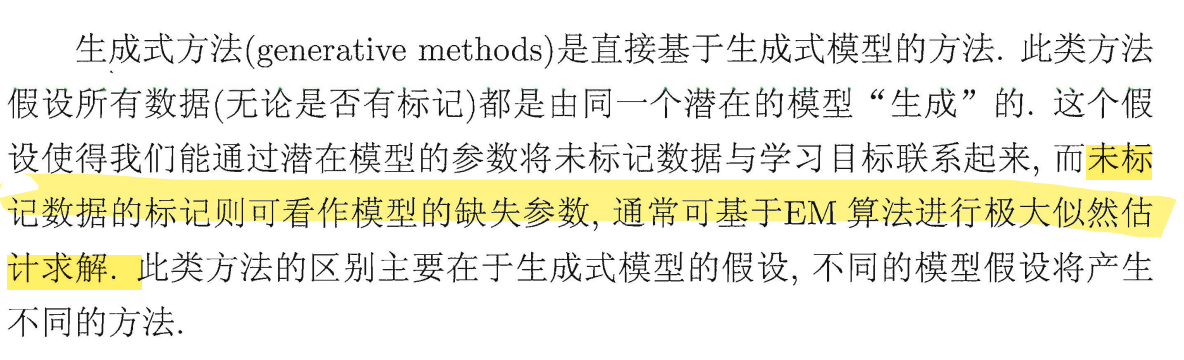 生成式方法(generative methods)是直接基于生成式模型的方法. 此类方法
假设所有数据(无论是否有标记)都是由同一个潜在的模型“生成”的. 这个假
设使得我们能通过潜在模型的参数将未标记数据与学习目标联系起来, 而未标
记数据的标记则可看作模型的缺失参数, 通常可基于EM 算法进行极大似然估
计求解. 此类方法的区别主要在于生成式模型的假设, 不同的模型假设将产生
不同的方法.